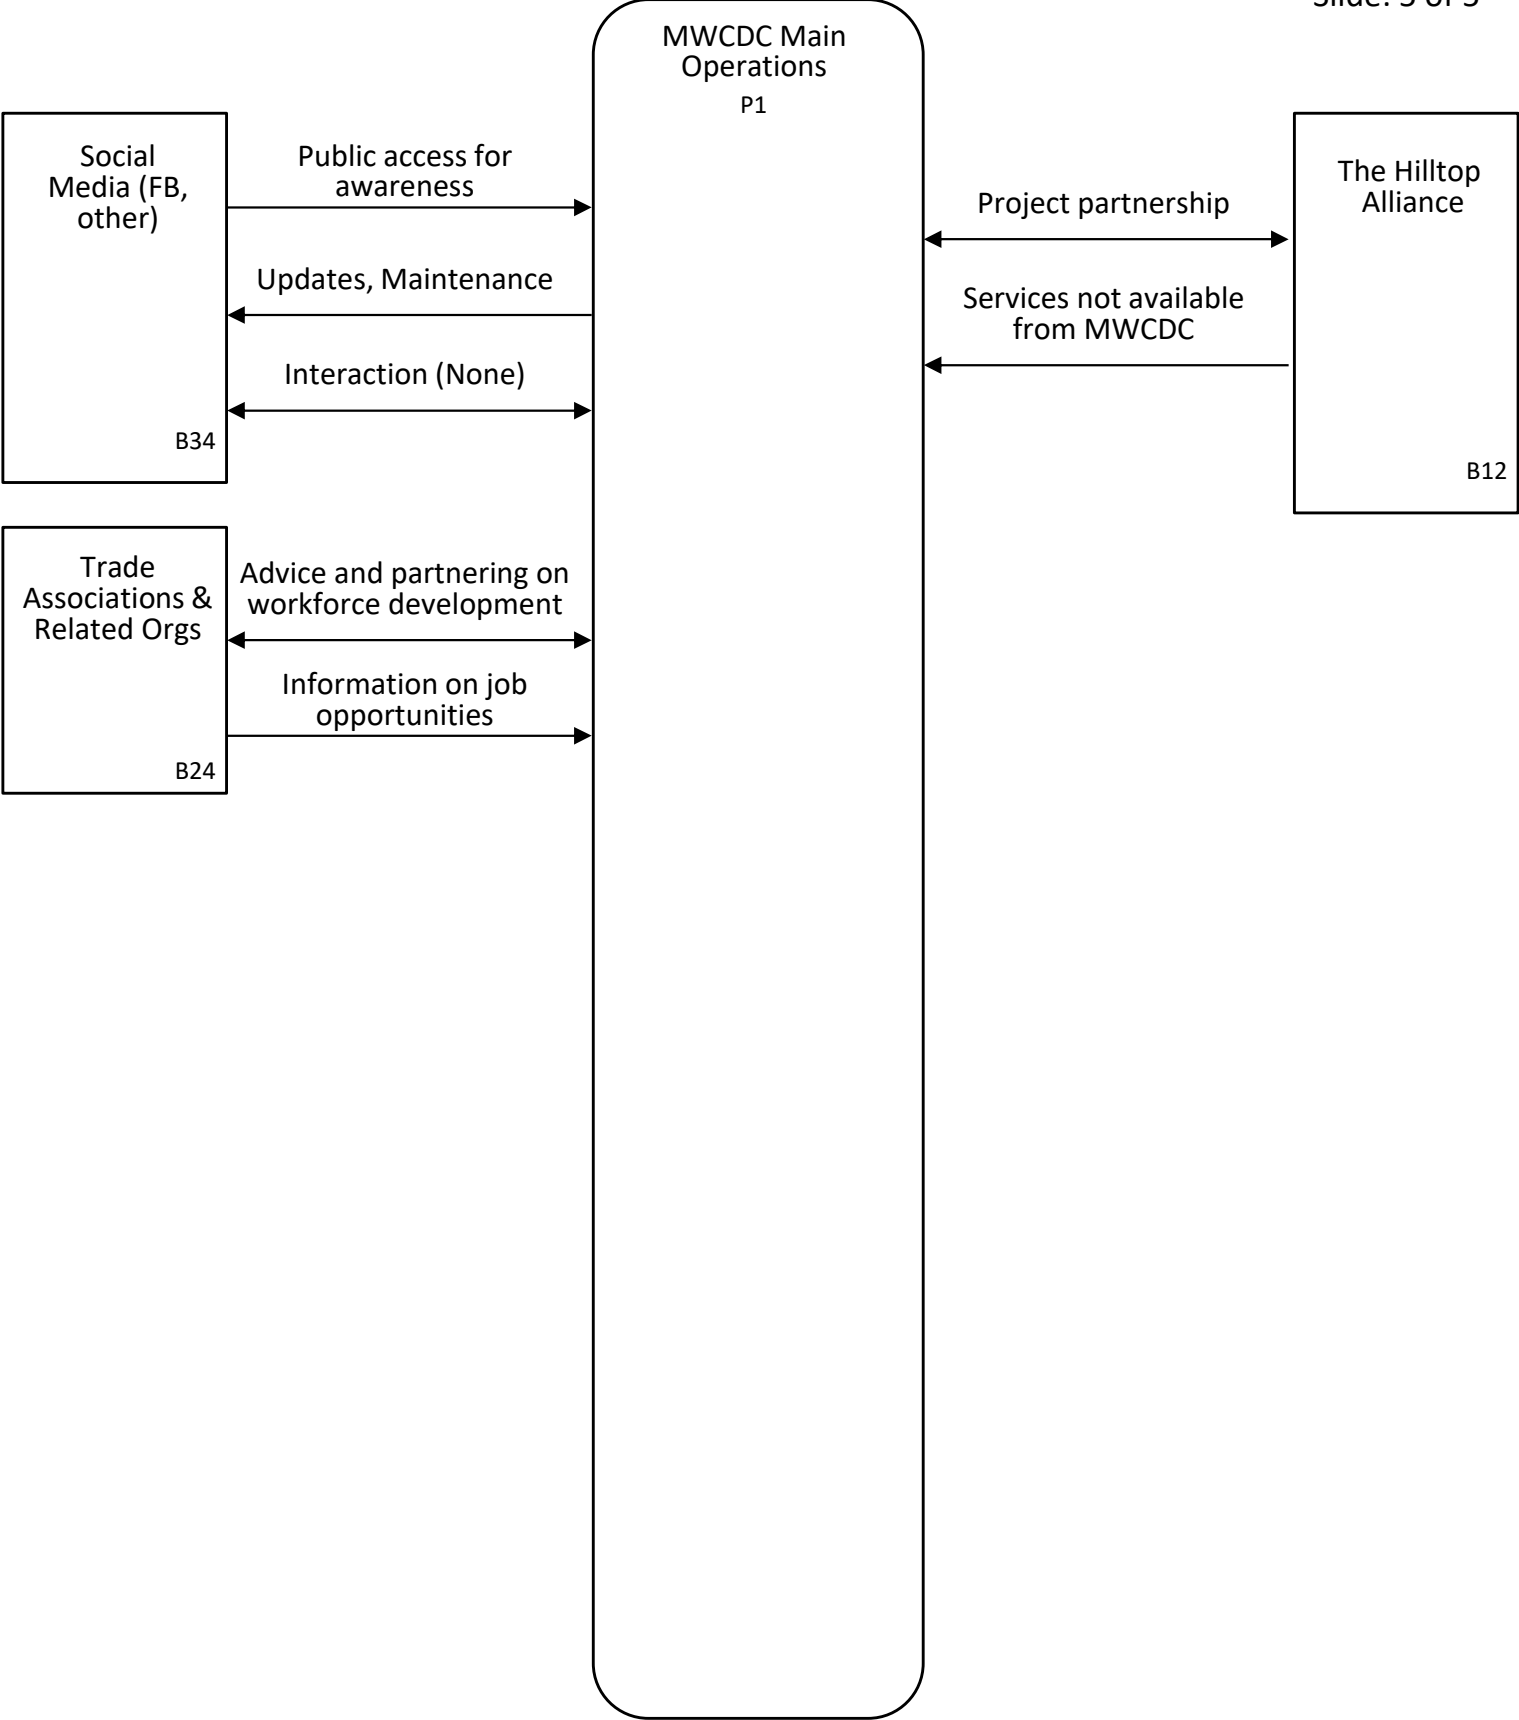 MWCDC Main
Operations
P1
Social
Media (FB,
other)
Public access for
awareness
Updates, Maintenance
Interaction (None)
B34
Trade
Associations &
Related Orgs
Advice and partnering on
workforce development
Information on job
opportunities
B24
The Hilltop
Alliance
Project partnership
Services not available
from MWCDC
B12